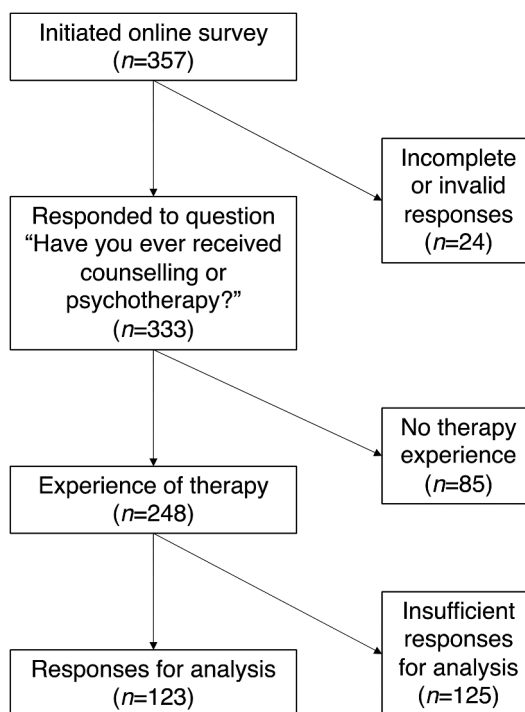 Initiated online survey
(n=357)
Incomplete
or invalid
responses
(n=24)
Responded to question
“Have you ever received
counselling or
psychotherapy?”
(n=333)
No therapy
experience
(n=85)
Experience of therapy
(n=248)
Insufficient
responses
for analysis
(n=125)
Responses for analysis
(n=123)